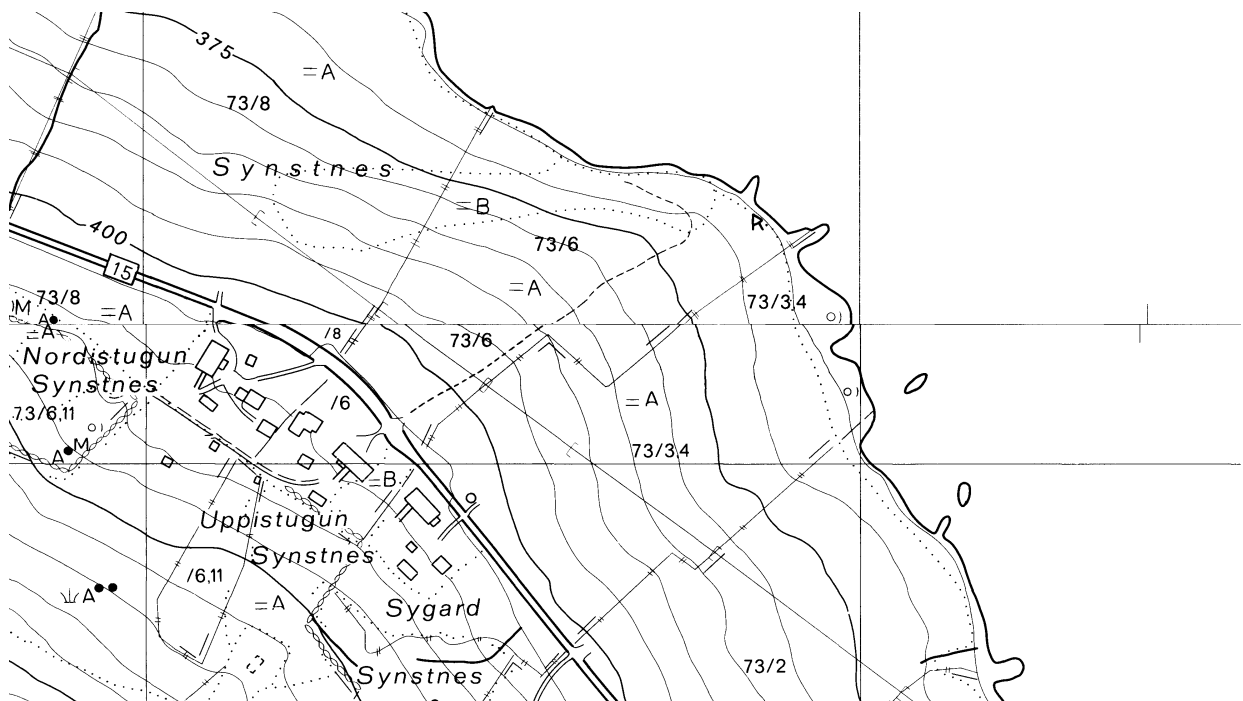 375
=A
73/8
Synstnes
=B
R.
400
73/6
15
=A
73/8
=A
73/3,4
M
A
/8
=A
73/6
Nordistugun
Synstnes
=A
73/6,11
/6
M
A
73/3,4
=B
Uppistugun
Synstnes
/6,11
A
=A
Sygard
Synstnes
73/2